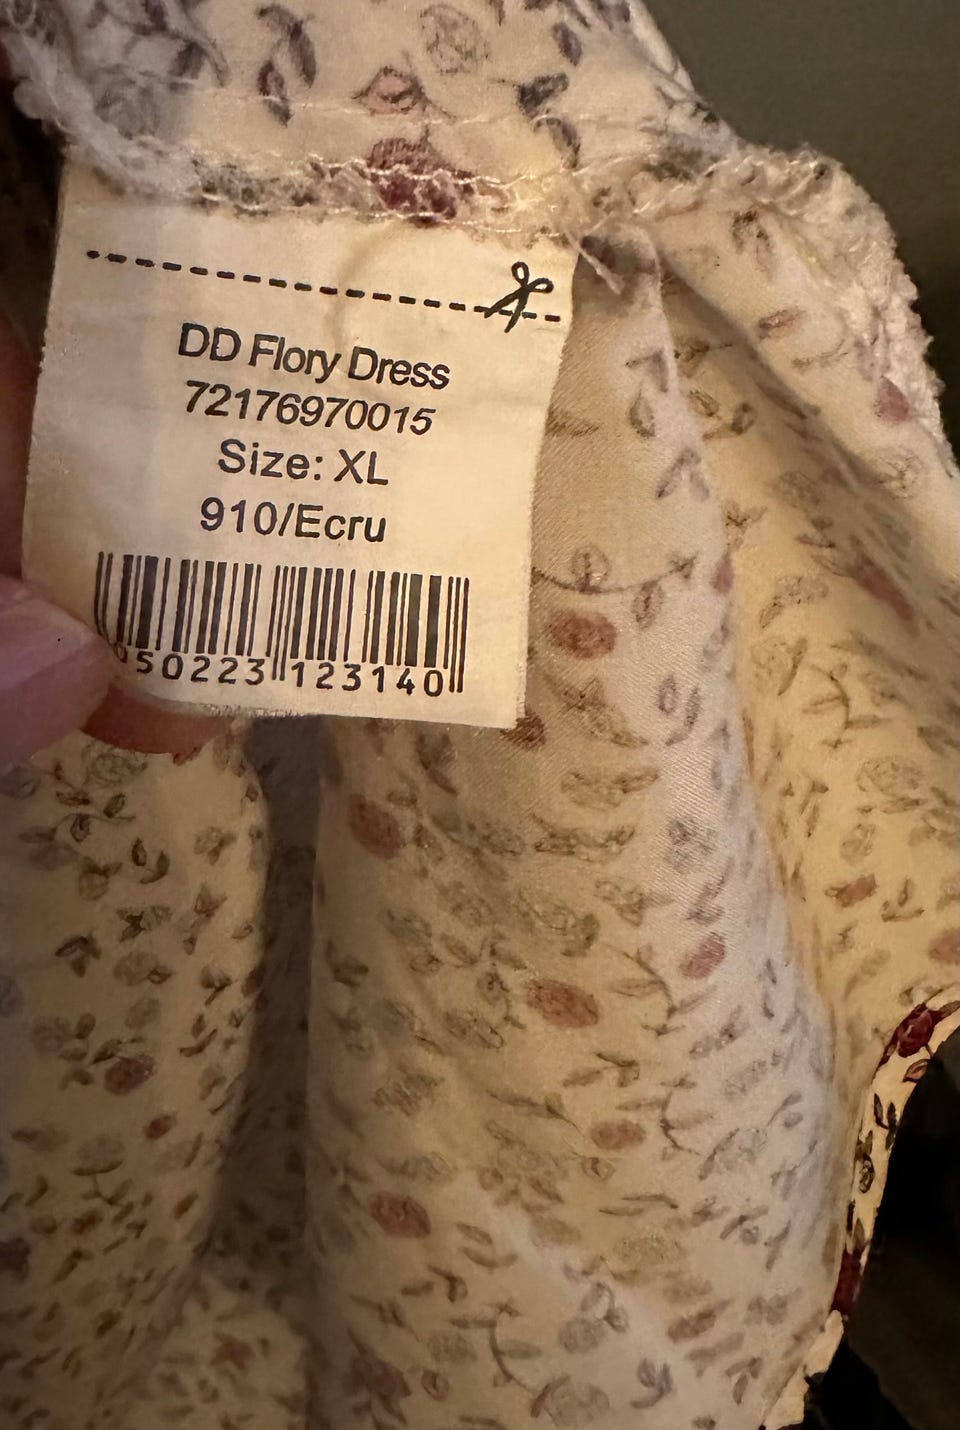 DD Flory Dress
72176970015
Size: XL
910/Ecru
050223 123140